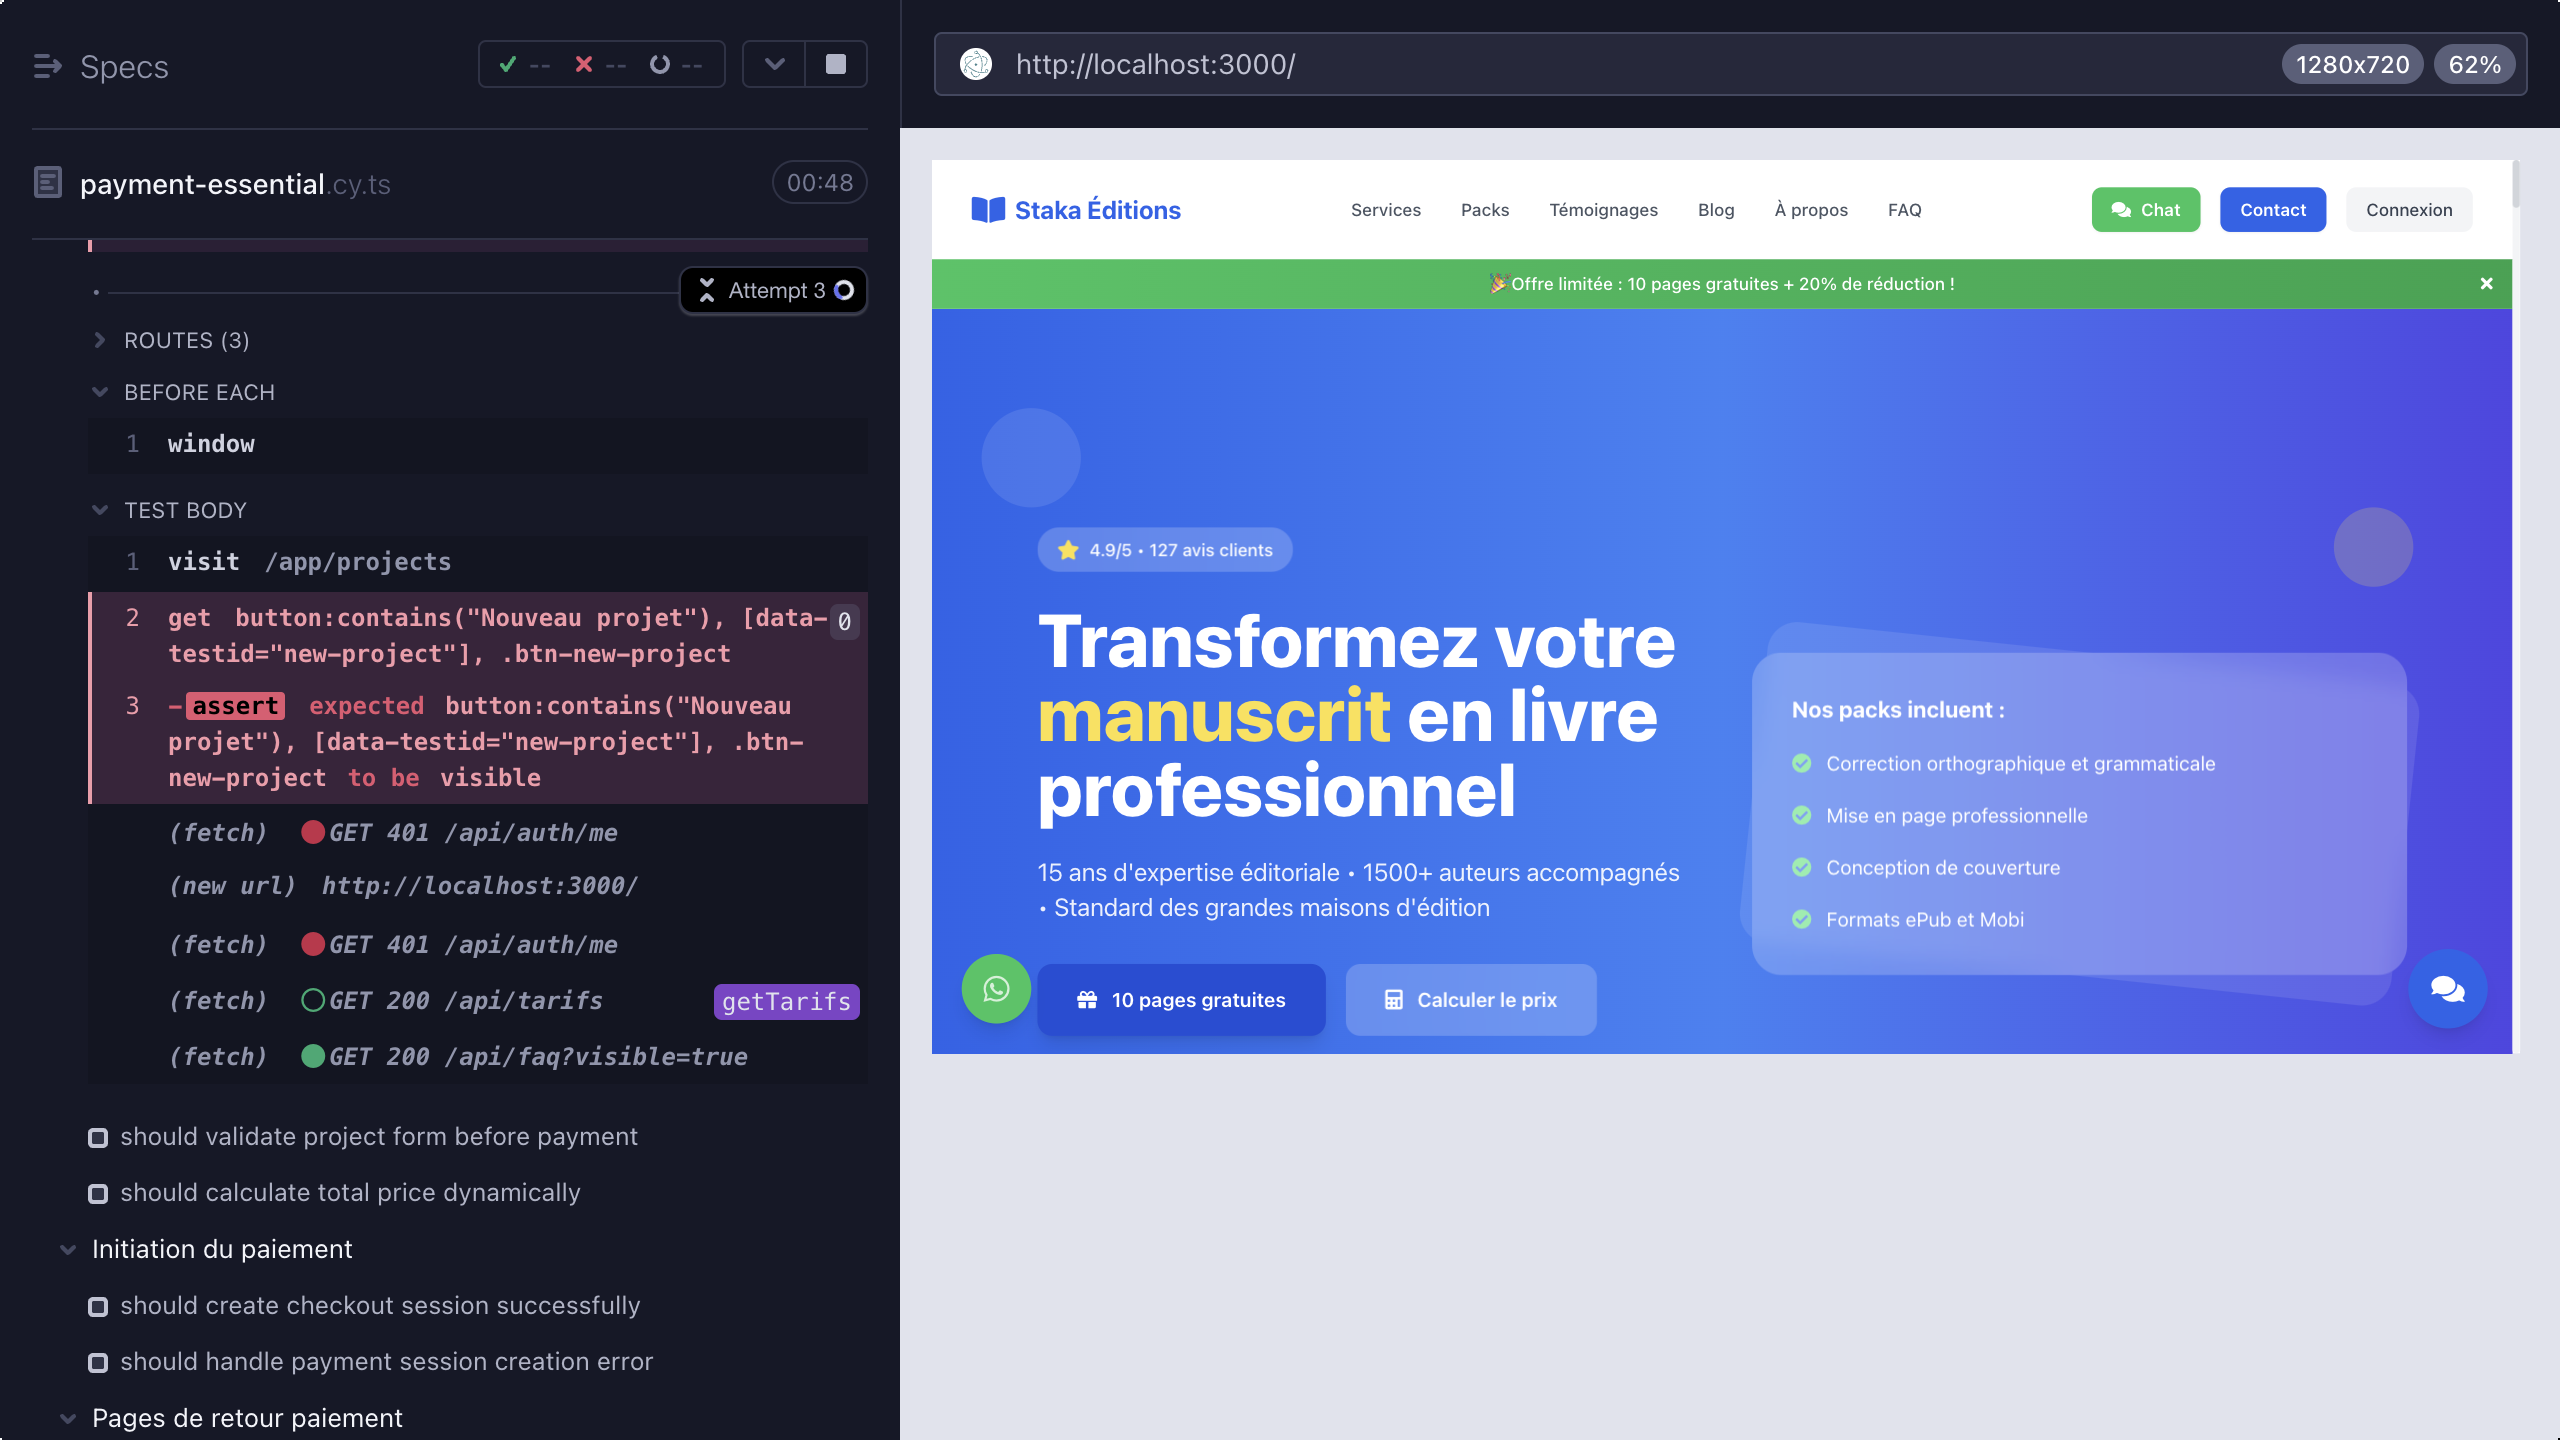 Specs
-- -- --
payment-essential.cy.ts
00:48
Attempt 3
ROUTES (3)
BEFORE EACH
1 window
TEST BODY
1 visit /app/projects
2 get button:contains("Nouveau projet"), [data-
testid="new-project"], .btn-new-project
0
3 -assert expected button:contains("Nouveau
projet"), [data-testid="new-project"], .btn-
new-project to be visible
(fetch) GET 401 /api/auth/me
(new url) http://localhost:3000/
(fetch) GET 401 /api/auth/me
(fetch) GET 200 /api/tarifs getTarifs
(fetch) GET 200 /api/faq?visible=true
should validate project form before payment
should calculate total price dynamically
Initiation du paiement
should create checkout session successfully
should handle payment session creation error
Pages de retour paiement
http://localhost:3000/
1280x720
62%
Staka Éditions
Services Packs Témoignages Blog À propos FAQ
Chat
Contact
Connexion
🎉Offre limitée : 10 pages gratuites + 20% de réduction !
4.9/5 • 127 avis clients
Transformez votre
manuscrit en livre
professionnel
15 ans d'expertise éditoriale • 1500+ auteurs accompagnés
• Standard des grandes maisons d'édition
10 pages gratuites
Calculer le prix
Nos packs incluent :
Correction orthographique et grammaticale
Mise en page professionnelle
Conception de couverture
Formats ePub et Mobi